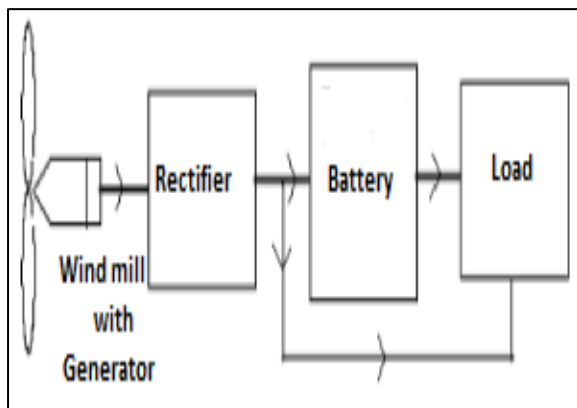 Wind mill
with
Generator
Rectifier
Battery
Load